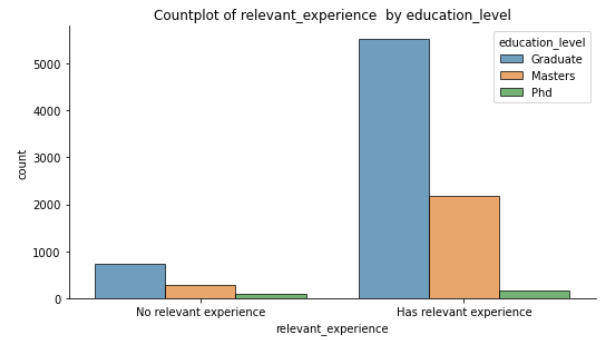 Countplot of relevant_experience  by education_level
education_level
Graduate
Masters
Phd
count
5000
4000
3000
2000
1000
0
No relevant experience
Has relevant experience
relevant_experience